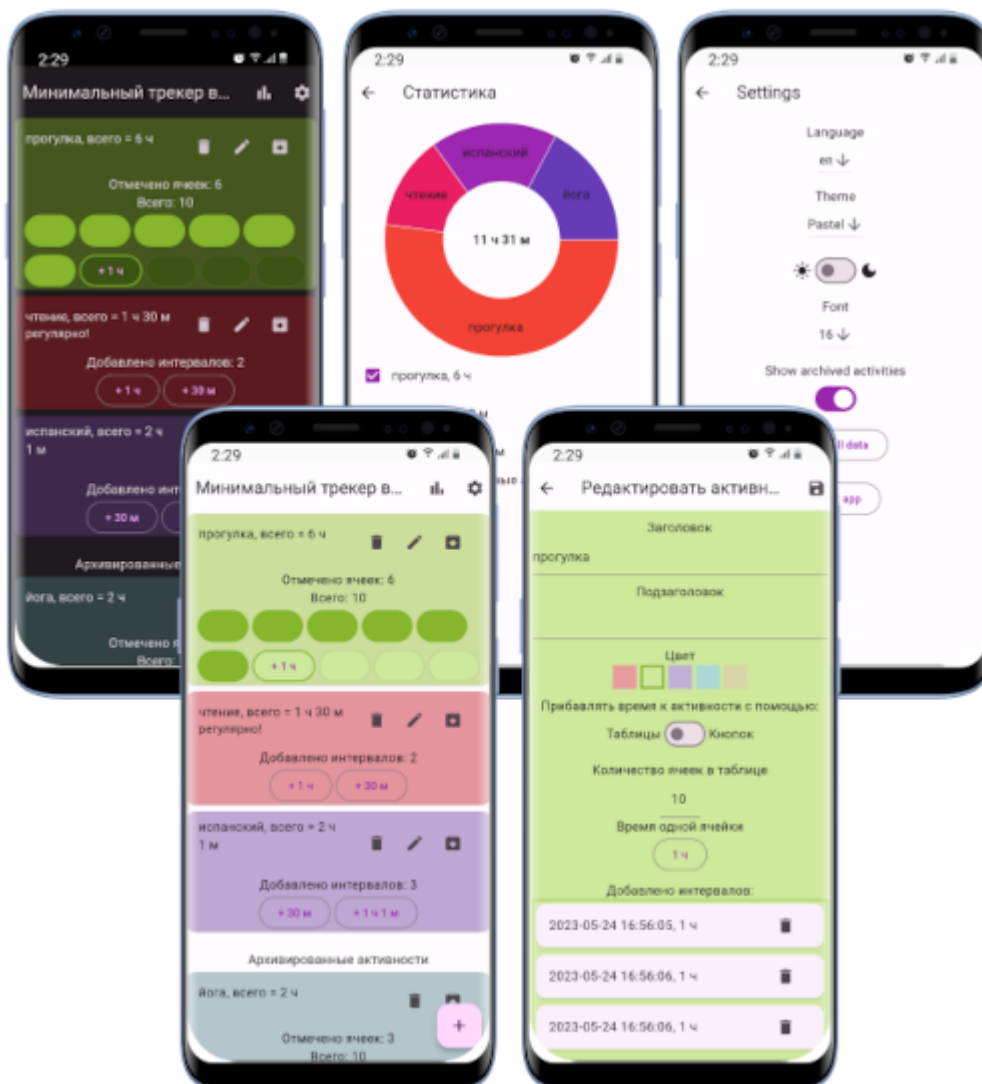 2:29
Минимальный трекер в...
прогулка, всего = 6 ч
Отмечено ячеек: 6
Всего: 10
+ 1 ч
чтение, всего = 1 ч 30 м
регулярно!
Добавлено интервалов: 2
+ 1 ч
+ 30 м
испанский, всего = 2 ч
1 м
+ 30 м
йога, всего = 2 ч
2:29
Статистика
испанский
чтение
йога
11 ч 31 м
прогулка
прогулка, 6 ч
2:29
Settings
Language
en
Theme
Pastel
Font
16
Show archived activities
app
2:29
Минимальный трекер в...
прогулка, всего = 6 ч
Отмечено ячеек: 6
Всего: 10
+ 1 ч
чтение, всего = 1 ч 30 м
регулярно!
Добавлено интервалов: 2
+ 1 ч
+ 30 м
испанский, всего = 2 ч
1 м
Добавлено интервалов: 3
+ 30 м
+ 1 ч 1 м
Архивированные активности
йога, всего = 2 ч
+
Отмечено ячеек: 3
Всего: 10
2:29
Редактировать активн...
Заголовок
прогулка
Подзаголовок
Цвет
Прибавлять время к активности с помощью:
Таблицы Кнопок
Количество ячеек в таблице
10
Время одной ячейки
1 ч
Добавлено интервалов:
2023-05-24 16:56:05, 1 ч
2023-05-24 16:56:06, 1 ч
2023-05-24 16:56:06, 1 ч